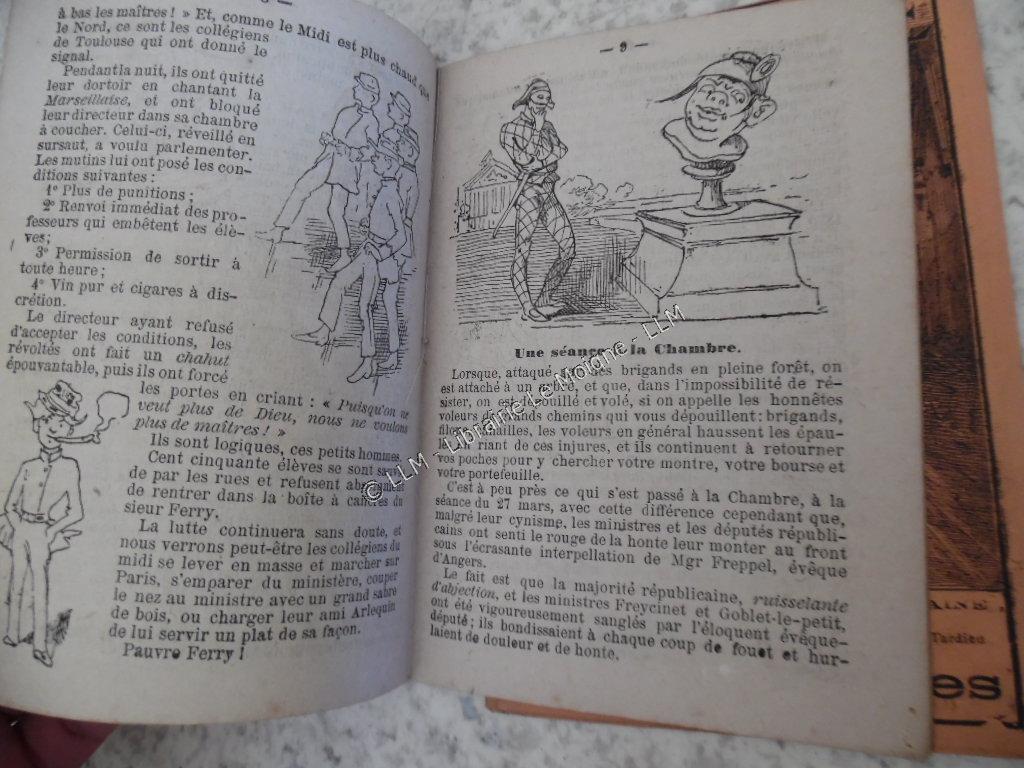 à bas les maîtres ! » Et, comme le Midi est plus chaud que
le Nord, ce sont les collégiens
de Toulouse qui ont donné le
signal.
Pendant la nuit, ils ont quitté
leur dortoir en chantant la
Marseillaise, et ont bloqué
leur directeur dans sa chambre
à coucher. Celui-ci, réveillé en
sursaut, a voulu parlementer.
Les mutins lui ont posé les con-
ditions suivantes :
1° Plus de punitions ;
2° Renvoi immédiat des pro-
fesseurs qui embêtent les élè-
ves;
3° Permission de sortir à
toute heure ;
4° Vin pur et cigares à dis-
crétion.
Le directeur ayant refusé
d'accepter les conditions, les
révoltés ont fait un chahut
épouvantable, puis ils ont forcé
les portes en criant : « Puisqu'on ne
veut plus de Dieu, nous ne voulons
plus de maîtres ! »
Ils sont logiques, ces petits hommes.
Cent cinquante élèves se sont sauvés
de par les rues et refusent absolument
de rentrer dans la boîte à cancres du
sieur Ferry.
La lutte continuera sans doute, et
nous verrons peut-être les collégiens du
midi se lever en masse et marcher sur
Paris, s'emparer du ministère, couper
le nez au ministre avec un grand sabre
de bois, ou charger leur ami Arlequin
de lui servir un plat de sa façon.
Pauvre Ferry !
— 9 —
Une séance à la Chambre.
Lorsque, attaqué par des brigands en pleine forêt, on
est attaché à un arbre, et que, dans l'impossibilité de ré-
sister, on est dépouillé et volé, si on appelle les honnêtes
voleurs de grands chemins qui vous dépouillent : brigands,
filous, canailles, les voleurs en général haussent les épau-
les en riant de ces injures, et ils continuent à retourner
vos poches pour y chercher votre montre, votre bourse et
votre portefeuille.
C'est à peu près ce qui s'est passé à la Chambre, à la
séance du 27 mars, avec cette différence cependant que,
malgré leur cynisme, les ministres et les députés républi-
cains ont senti le rouge de la honte leur monter au front
sous l'écrasante interpellation de Mgr Freppel, évêque
d'Angers.
Le fait est que la majorité républicaine, ruisselante
d'abjection, et les ministres Freycinet et Goblet-le-petit,
ont été vigoureusement sanglés par l'éloquent évêque-
député ; ils bondissaient à chaque coup de fouet et hur-
laient de douleur et de honte.
© LLM - Librairie Le Moione - LLM
Tardieu
es